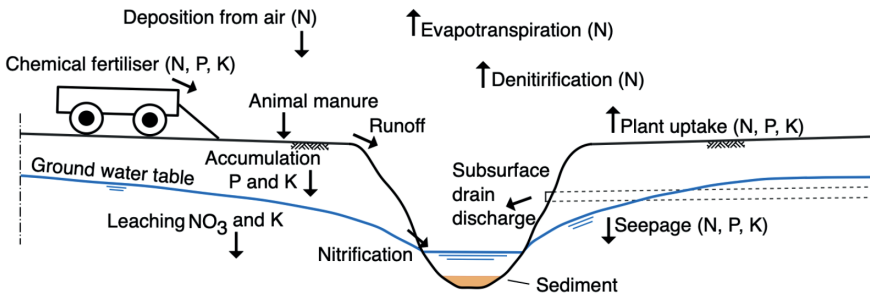 Deposition from air (N)
Evapotranspiration (N)
Chemical fertiliser (N, P, K)
Denitirification (N)
Animal manure
Runoff
Plant uptake (N, P, K)
Ground water table
Accumulation
P and K
Subsurface
drain
discharge
Leaching NO3 and K
Seepage (N, P, K)
Nitrification
Sediment